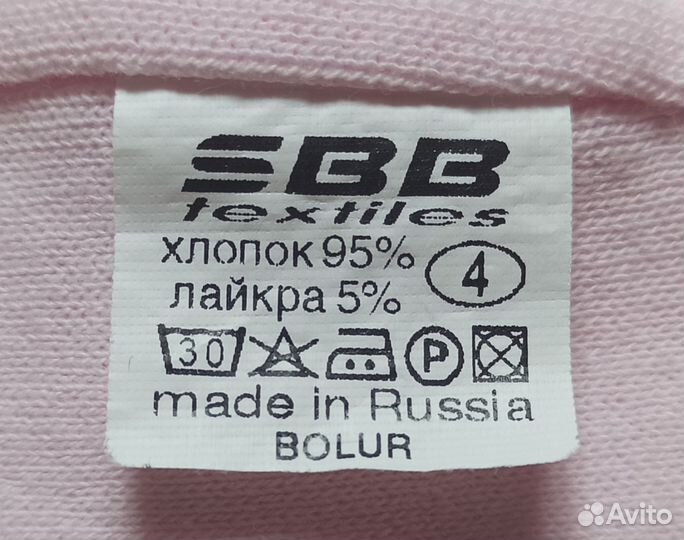 SBB
textiles
хлопок 95%
лайкра 5%
4
30 P
made in Russia
BOLUR
Avito